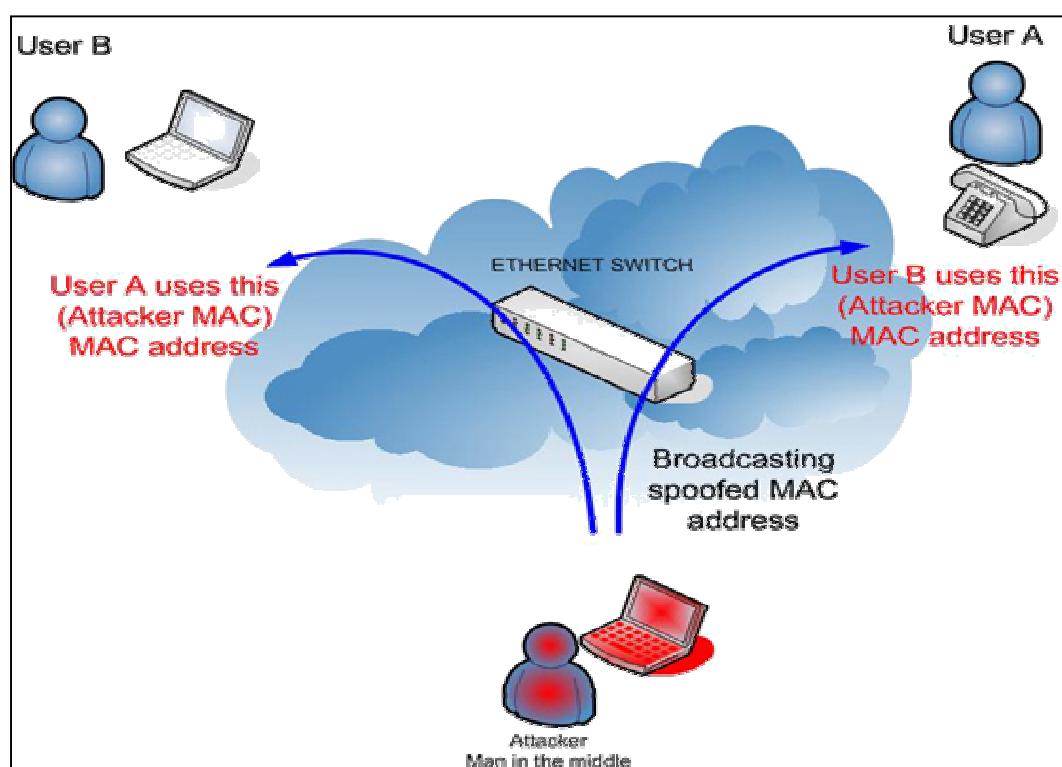 User B
User A
ETHERNET SWITCH
User A uses this
(Attacker MAC)
MAC address
User B uses this
(Attacker MAC)
MAC address
Broadcasting
spoofed MAC
address
Attacker
Man in the middle